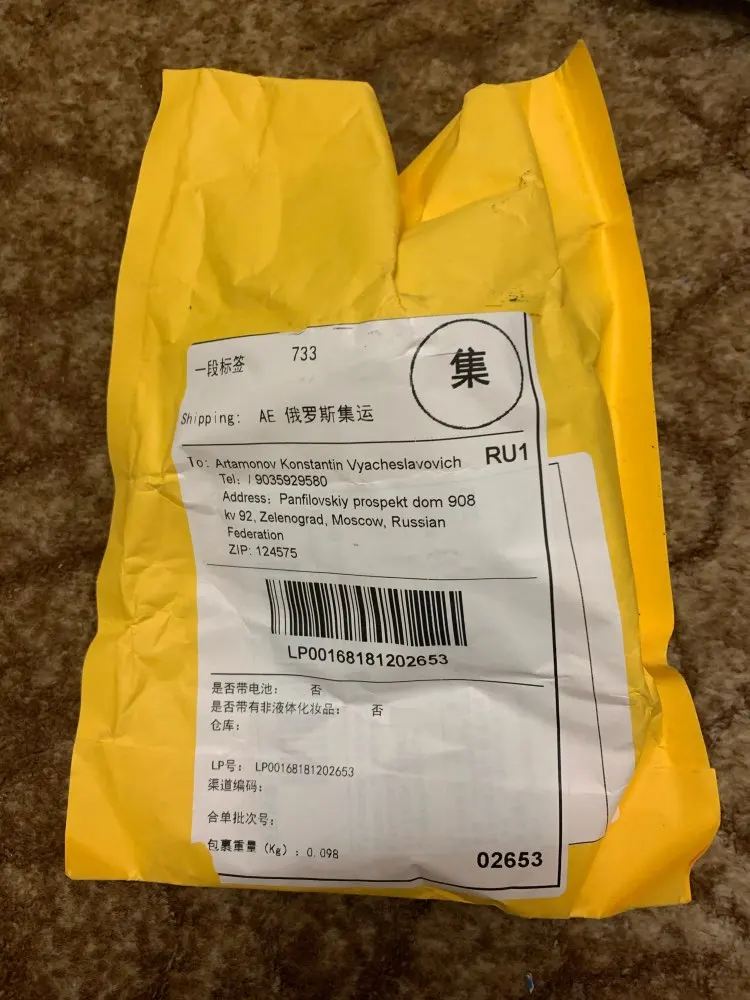 一段标签 733
集
Shipping: AE 俄罗斯集运
To: Artamonov Konstantin Vyacheslavovich RU1
Tel: / 9035929580
Address: Panfilovskiy prospekt dom 908
kv 92, Zelenograd, Moscow, Russian
Federation
ZIP: 124575
LP00168181202653
是否带电池: 否
是否带有非液体化妆品: 否
仓库:
LP号: LP00168181202653
渠道编码:
合单批次号:
包裹重量 (Kg) : 0.098
02653